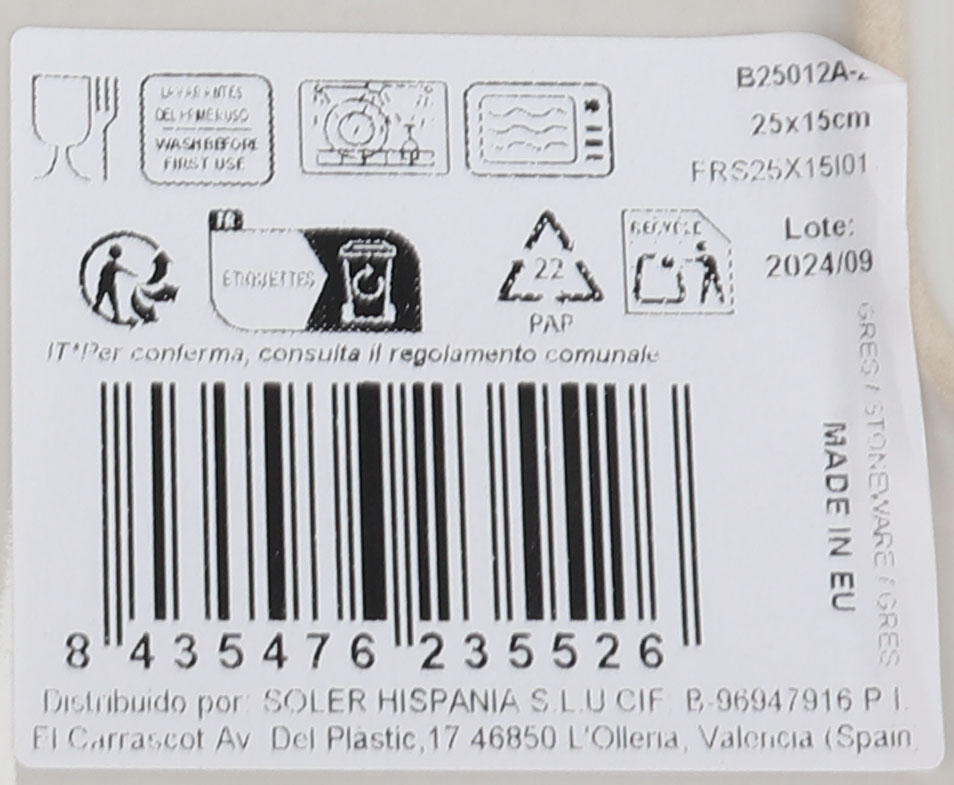 LAVAR ANTES
DEL PRIMER USO
WASH BEFORE
FIRST USE
B25012A-2
25x15cm
FRS25X15I01
FR
ETIQUETTES
22
PAP
RECYCLE
Lote:
2024/09
IT*Per conferma, consulta il regolamento comunale
GRES / STONEWARE / GRÈS
MADE IN EU
8 435476 235526
Distribuido por: SOLER HISPANIA S.L.U CIF B-96947916 P I.
El Carrascot Av Del Plàstic,17 46850 L'Olleria, Valencia (Spain